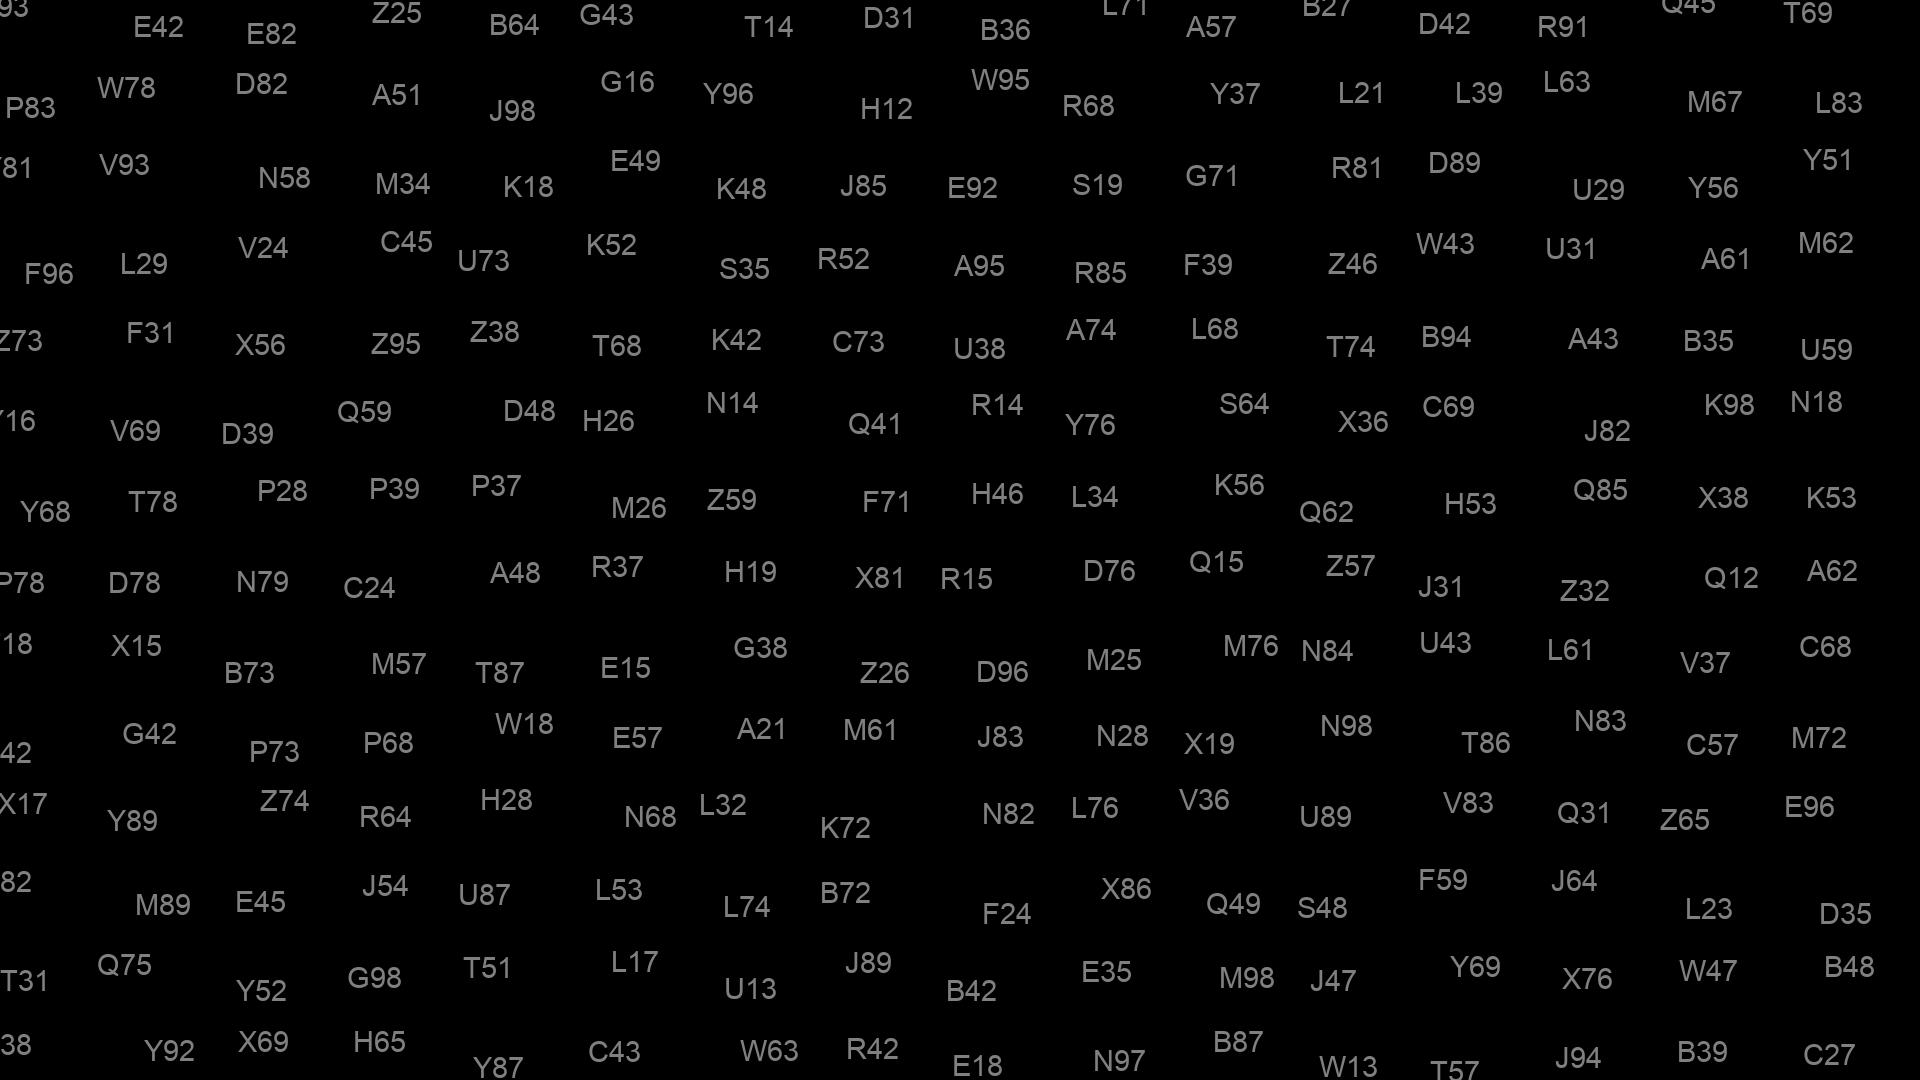 93 E42 E82 Z25 B64 G43 T14 D31 B36 L71 A57 B27 D42 R91 Q45 T69
P83 W78 D82 A51 J98 G16 Y96 H12 W95 R68 Y37 L21 L39 L63 M67 L83
81 V93 N58 M34 K18 E49 K48 J85 E92 S19 G71 R81 D89 U29 Y56 Y51
F96 L29 V24 C45 U73 K52 S35 R52 A95 R85 F39 Z46 W43 U31 A61 M62
Z73 F31 X56 Z95 Z38 T68 K42 C73 U38 A74 L68 T74 B94 A43 B35 U59
16 V69 D39 Q59 D48 H26 N14 Q41 R14 Y76 S64 X36 C69 J82 K98 N18
Y68 T78 P28 P39 P37 M26 Z59 F71 H46 L34 K56 Q62 H53 Q85 X38 K53
P78 D78 N79 C24 A48 R37 H19 X81 R15 D76 Q15 Z57 J31 Z32 Q12 A62
18 X15 B73 M57 T87 E15 G38 Z26 D96 M25 M76 N84 U43 L61 V37 C68
42 G42 P73 P68 W18 E57 A21 M61 J83 N28 X19 N98 T86 N83 C57 M72
X17 Y89 Z74 R64 H28 N68 L32 K72 N82 L76 V36 U89 V83 Q31 Z65 E96
82 M89 E45 J54 U87 L53 L74 B72 F24 X86 Q49 S48 F59 J64 L23 D35
T31 Q75 Y52 G98 T51 L17 U13 J89 B42 E35 M98 J47 Y69 X76 W47 B48
38 Y92 X69 H65 Y87 C43 W63 R42 E18 N97 B87 W13 T57 J94 B39 C27